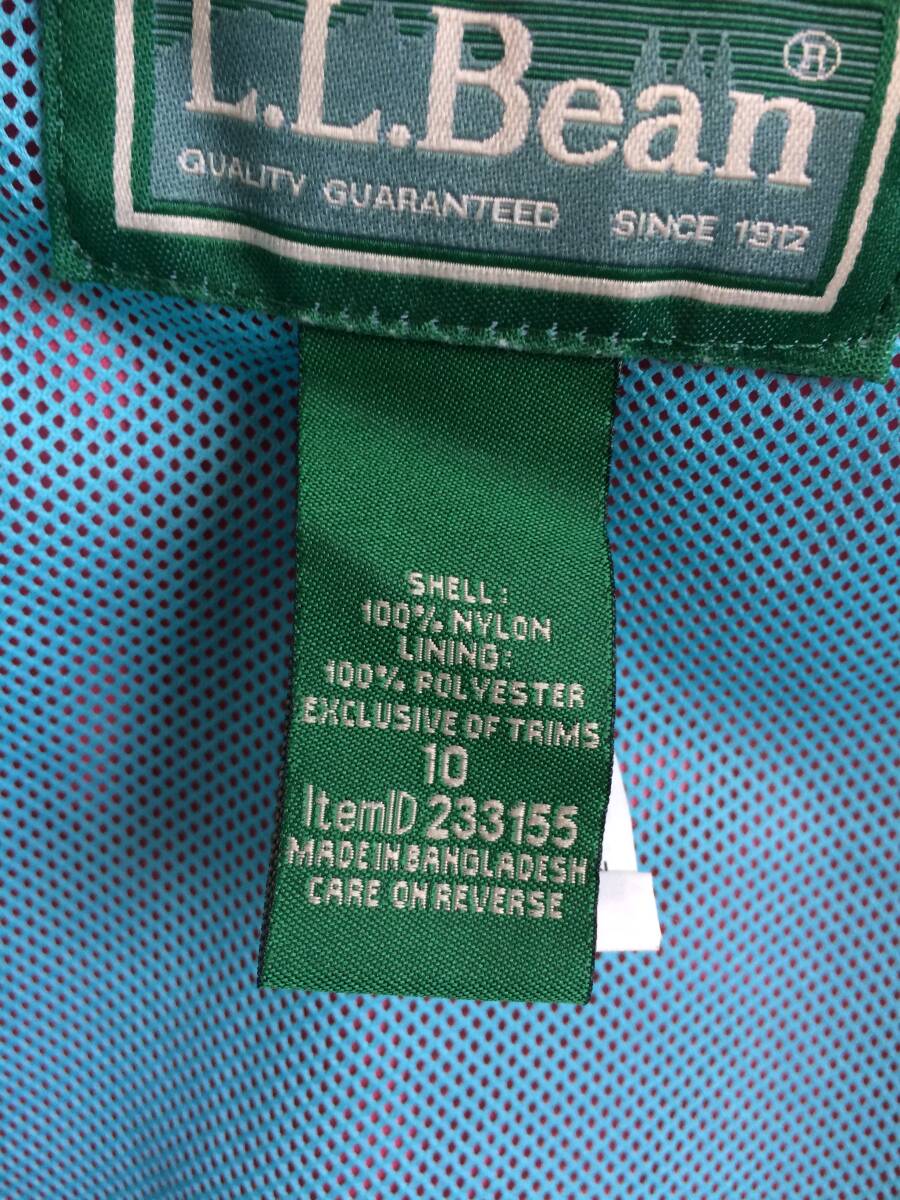 L.L.Bean ®
QUALITY GUARANTEED SINCE 1912
SHELL:
100% NYLON
LINING:
100% POLYESTER
EXCLUSIVE OF TRIMS
10
ItemID 233155
MADE IN BANGLADESH
CARE ON REVERSE